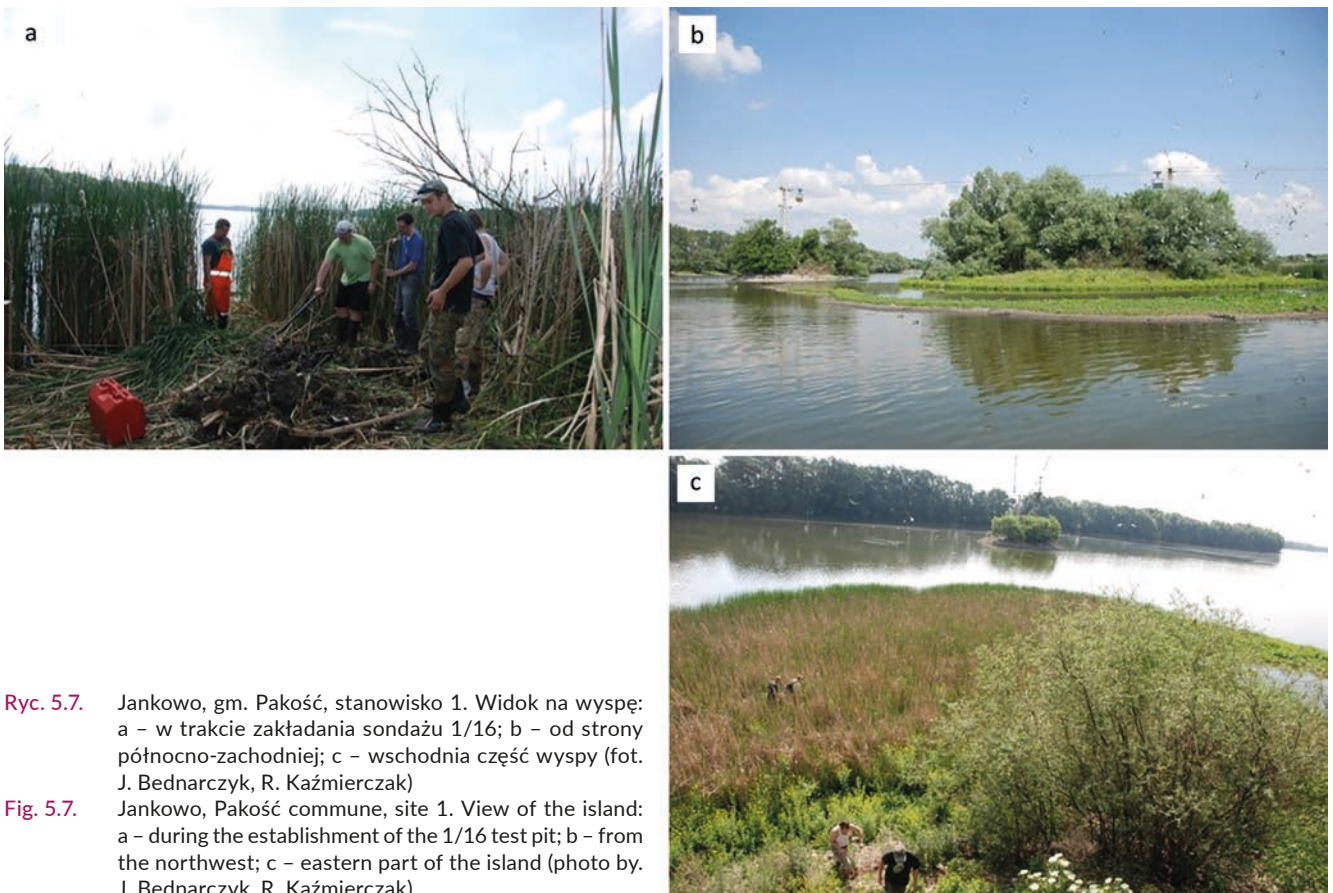 a
b
c
Ryc. 5.7. Jankowo, gm. Pakość, stanowisko 1. Widok na wyspę:
a – w trakcie zakładania sondażu 1/16; b – od strony
północno-zachodniej; c – wschodnia część wyspy (fot.
J. Bednarczyk, R. Kaźmierczak)
Fig. 5.7. Jankowo, Pakość commune, site 1. View of the island:
a – during the establishment of the 1/16 test pit; b – from
the northwest; c – eastern part of the island (photo by.
J. Bednarczyk, R. Kaźmierczak)